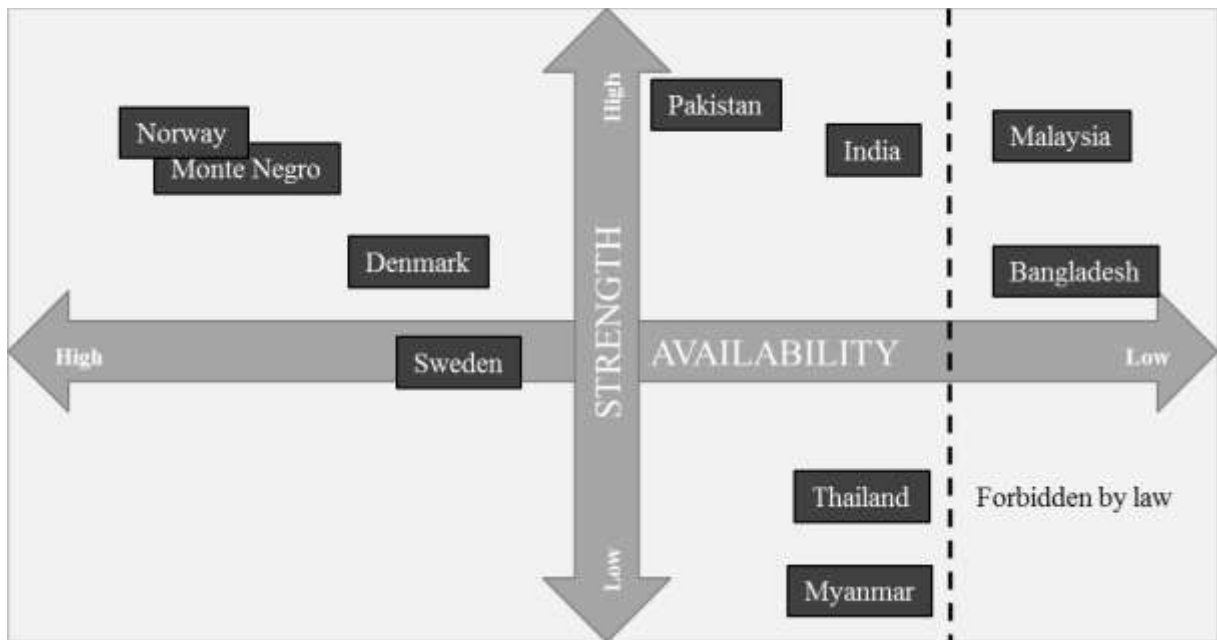 High
Pakistan
Norway
Monte Negro
India
Malaysia
Denmark
Bangladesh
STRENGTH
High
Sweden
AVAILABILITY
Low
Thailand
Forbidden by law
Myanmar
Low